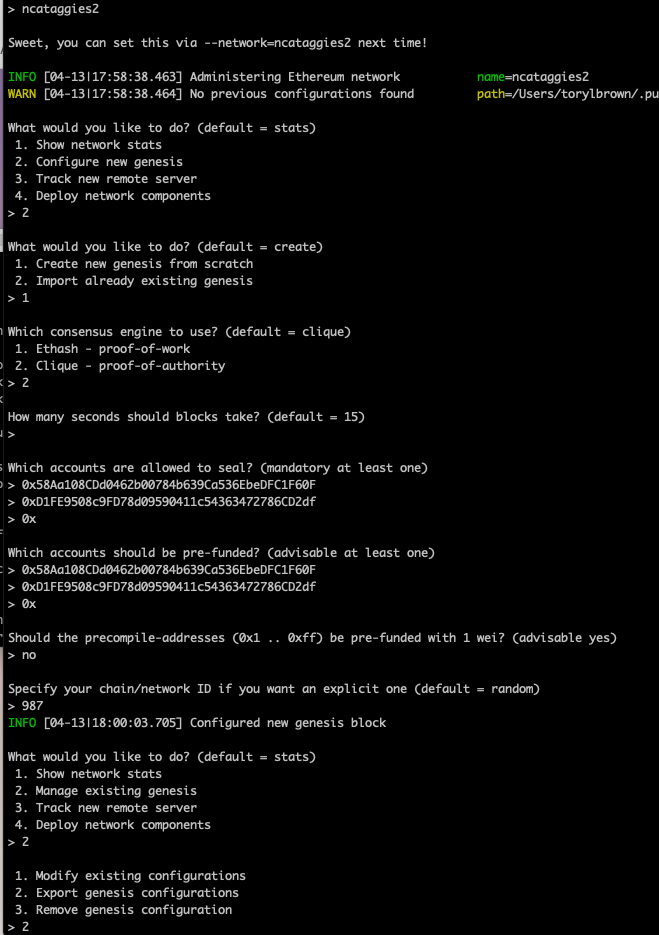 > ncataggies2
Sweet, you can set this via --network=ncataggies2 next time!
INFO [04-13|17:58:38.463] Administering Ethereum network name=ncataggies2
WARN [04-13|17:58:38.464] No previous configurations found path=/Users/torylbrown/.pu
What would you like to do? (default = stats)
1. Show network stats
2. Configure new genesis
3. Track new remote server
4. Deploy network components
> 2
What would you like to do? (default = create)
1. Create new genesis from scratch
2. Import already existing genesis
> 1
Which consensus engine to use? (default = clique)
1. Ethash - proof-of-work
2. Clique - proof-of-authority
> 2
How many seconds should blocks take? (default = 15)
>
Which accounts are allowed to seal? (mandatory at least one)
> 0x58Aa108CDd0462b00784b639Ca536EbeDFC1F60F
> 0xD1FE9508c9FD78d09590411c54363472786CD2df
> 0x
Which accounts should be pre-funded? (advisable at least one)
> 0x58Aa108CDd0462b00784b639Ca536EbeDFC1F60F
> 0xD1FE9508c9FD78d09590411c54363472786CD2df
> 0x
Should the precompile-addresses (0x1 .. 0xff) be pre-funded with 1 wei? (advisable yes)
> no
Specify your chain/network ID if you want an explicit one (default = random)
> 987
INFO [04-13|18:00:03.705] Configured new genesis block
What would you like to do? (default = stats)
1. Show network stats
2. Manage existing genesis
3. Track new remote server
4. Deploy network components
> 2
1. Modify existing configurations
2. Export genesis configurations
3. Remove genesis configuration
> 2